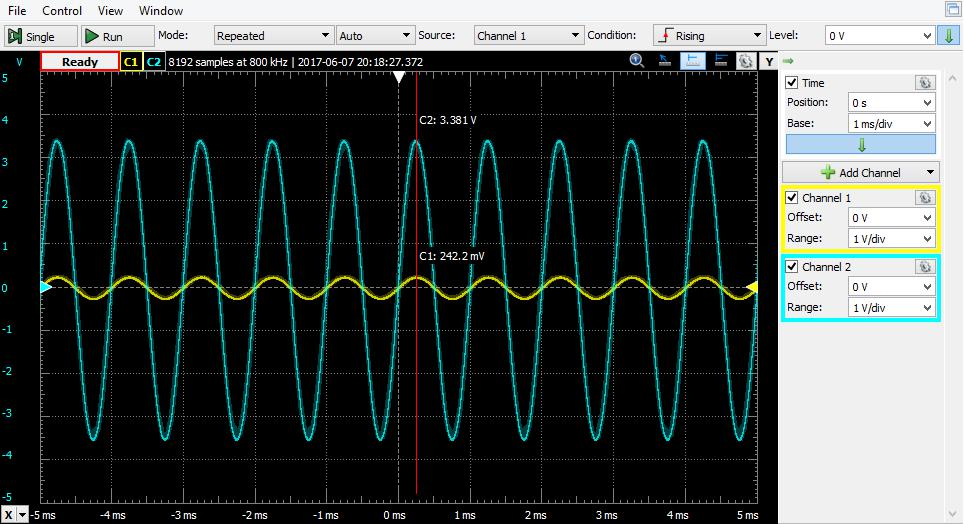 File Control View Window
Single Run Mode: Repeated Auto Source: Channel 1 Condition: Rising Level: 0 V
V Ready C1 C2 8192 samples at 800 kHz | 2017-06-07 20:18:27.372 Y
5
4
3
2
1
0
-1
-2
-3
-4
-5
C2: 3.381 V
C1: 242.2 mV
X -5 ms -4 ms -3 ms -2 ms -1 ms 0 ms 1 ms 2 ms 3 ms 4 ms 5 ms
Time
Position: 0 s
Base: 1 ms/div
Add Channel
Channel 1
Offset: 0 V
Range: 1 V/div
Channel 2
Offset: 0 V
Range: 1 V/div